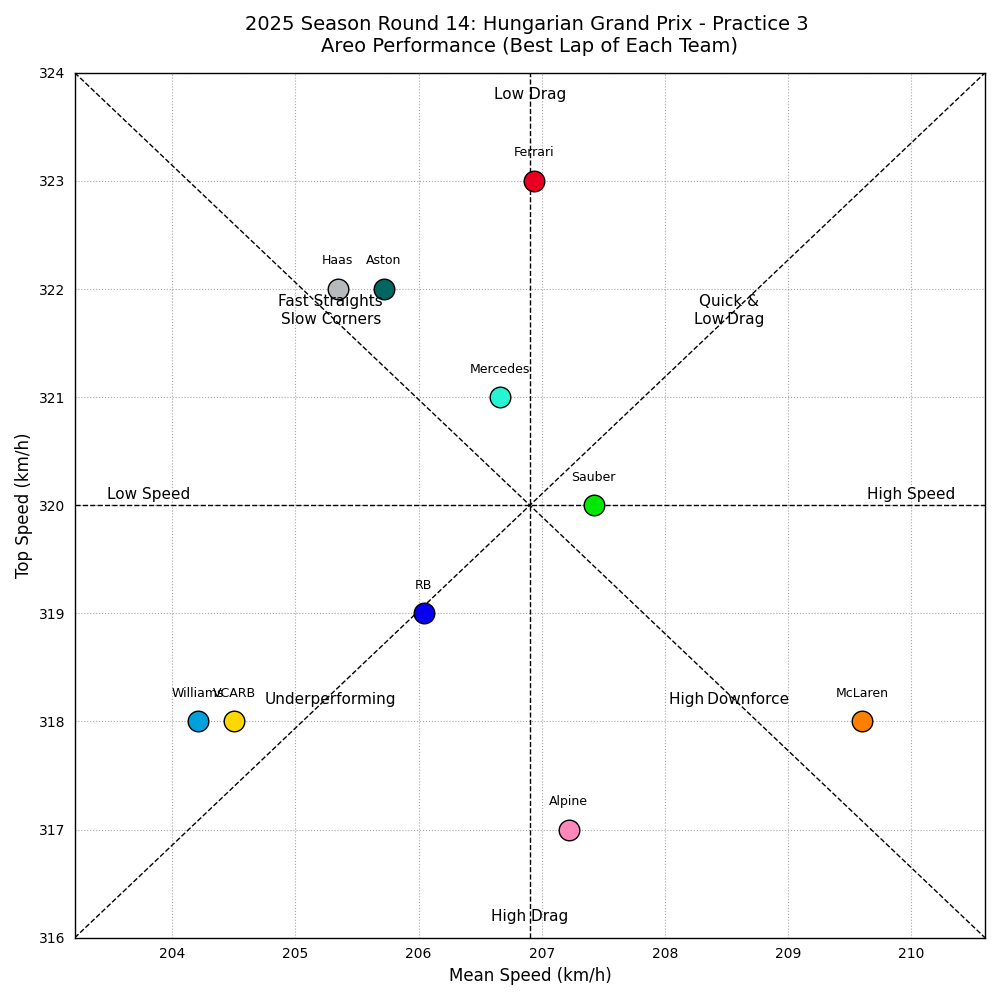 2025 Season Round 14: Hungarian Grand Prix - Practice 3
Areo Performance (Best Lap of Each Team)
324
Low Drag
Ferrari
323
Haas
Aston
322
Fast Straights
Slow Corners
Quick &
Low Drag
Mercedes
321
Sauber
Low Speed
High Speed
320
Top Speed (km/h)
RB
319
Williams
VCARB
Underperforming
High Downforce
McLaren
318
Alpine
317
High Drag
316
204
205
206
207
208
209
210
Mean Speed (km/h)